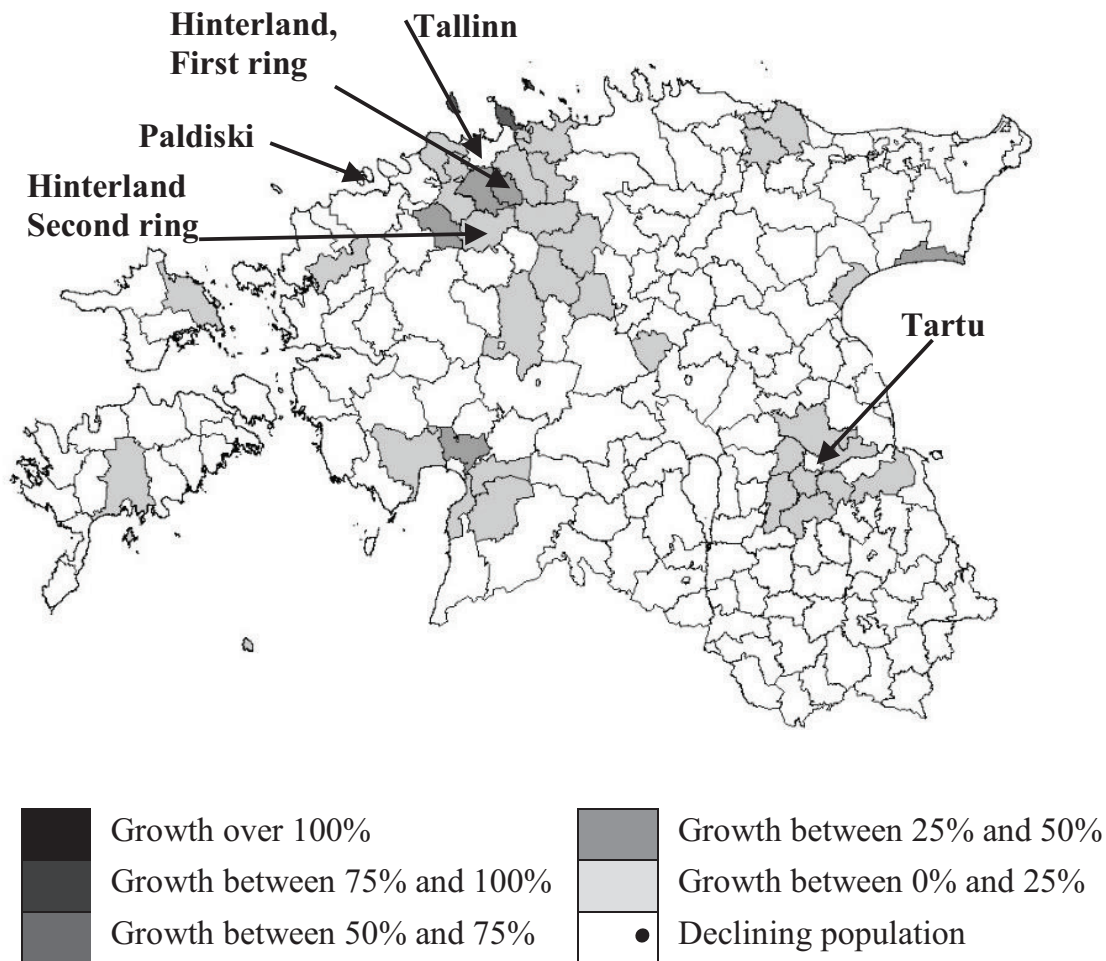 Hinterland,
First ring
Tallinn
Paldiski
Hinterland
Second ring
Tartu
Growth over 100%
Growth between 75% and 100%
Growth between 50% and 75%
Growth between 25% and 50%
Growth between 0% and 25%
Declining population